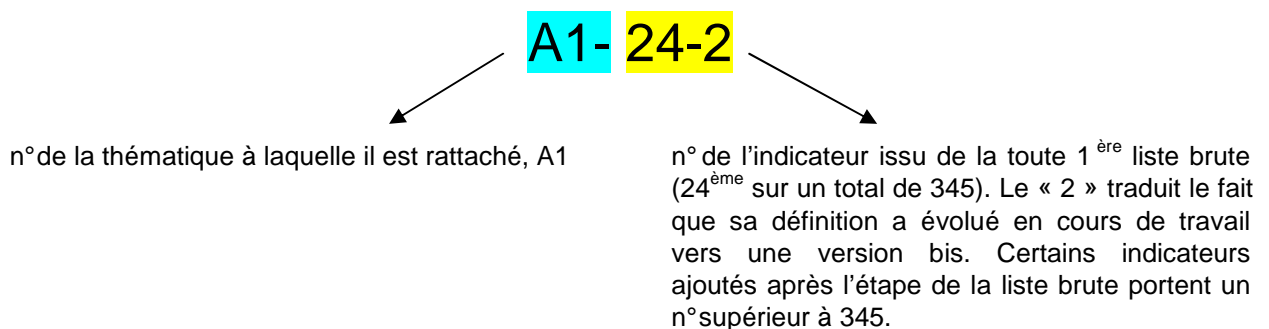 A1- 24-2
n° de la thématique à laquelle il est rattaché, A1
n° de l’indicateur issu de la toute 1 ère liste brute
(24ème sur un total de 345). Le « 2 » traduit le fait
que sa définition a évolué en cours de travail
vers une version bis. Certains indicateurs
ajoutés après l’étape de la liste brute portent un
n° supérieur à 345.